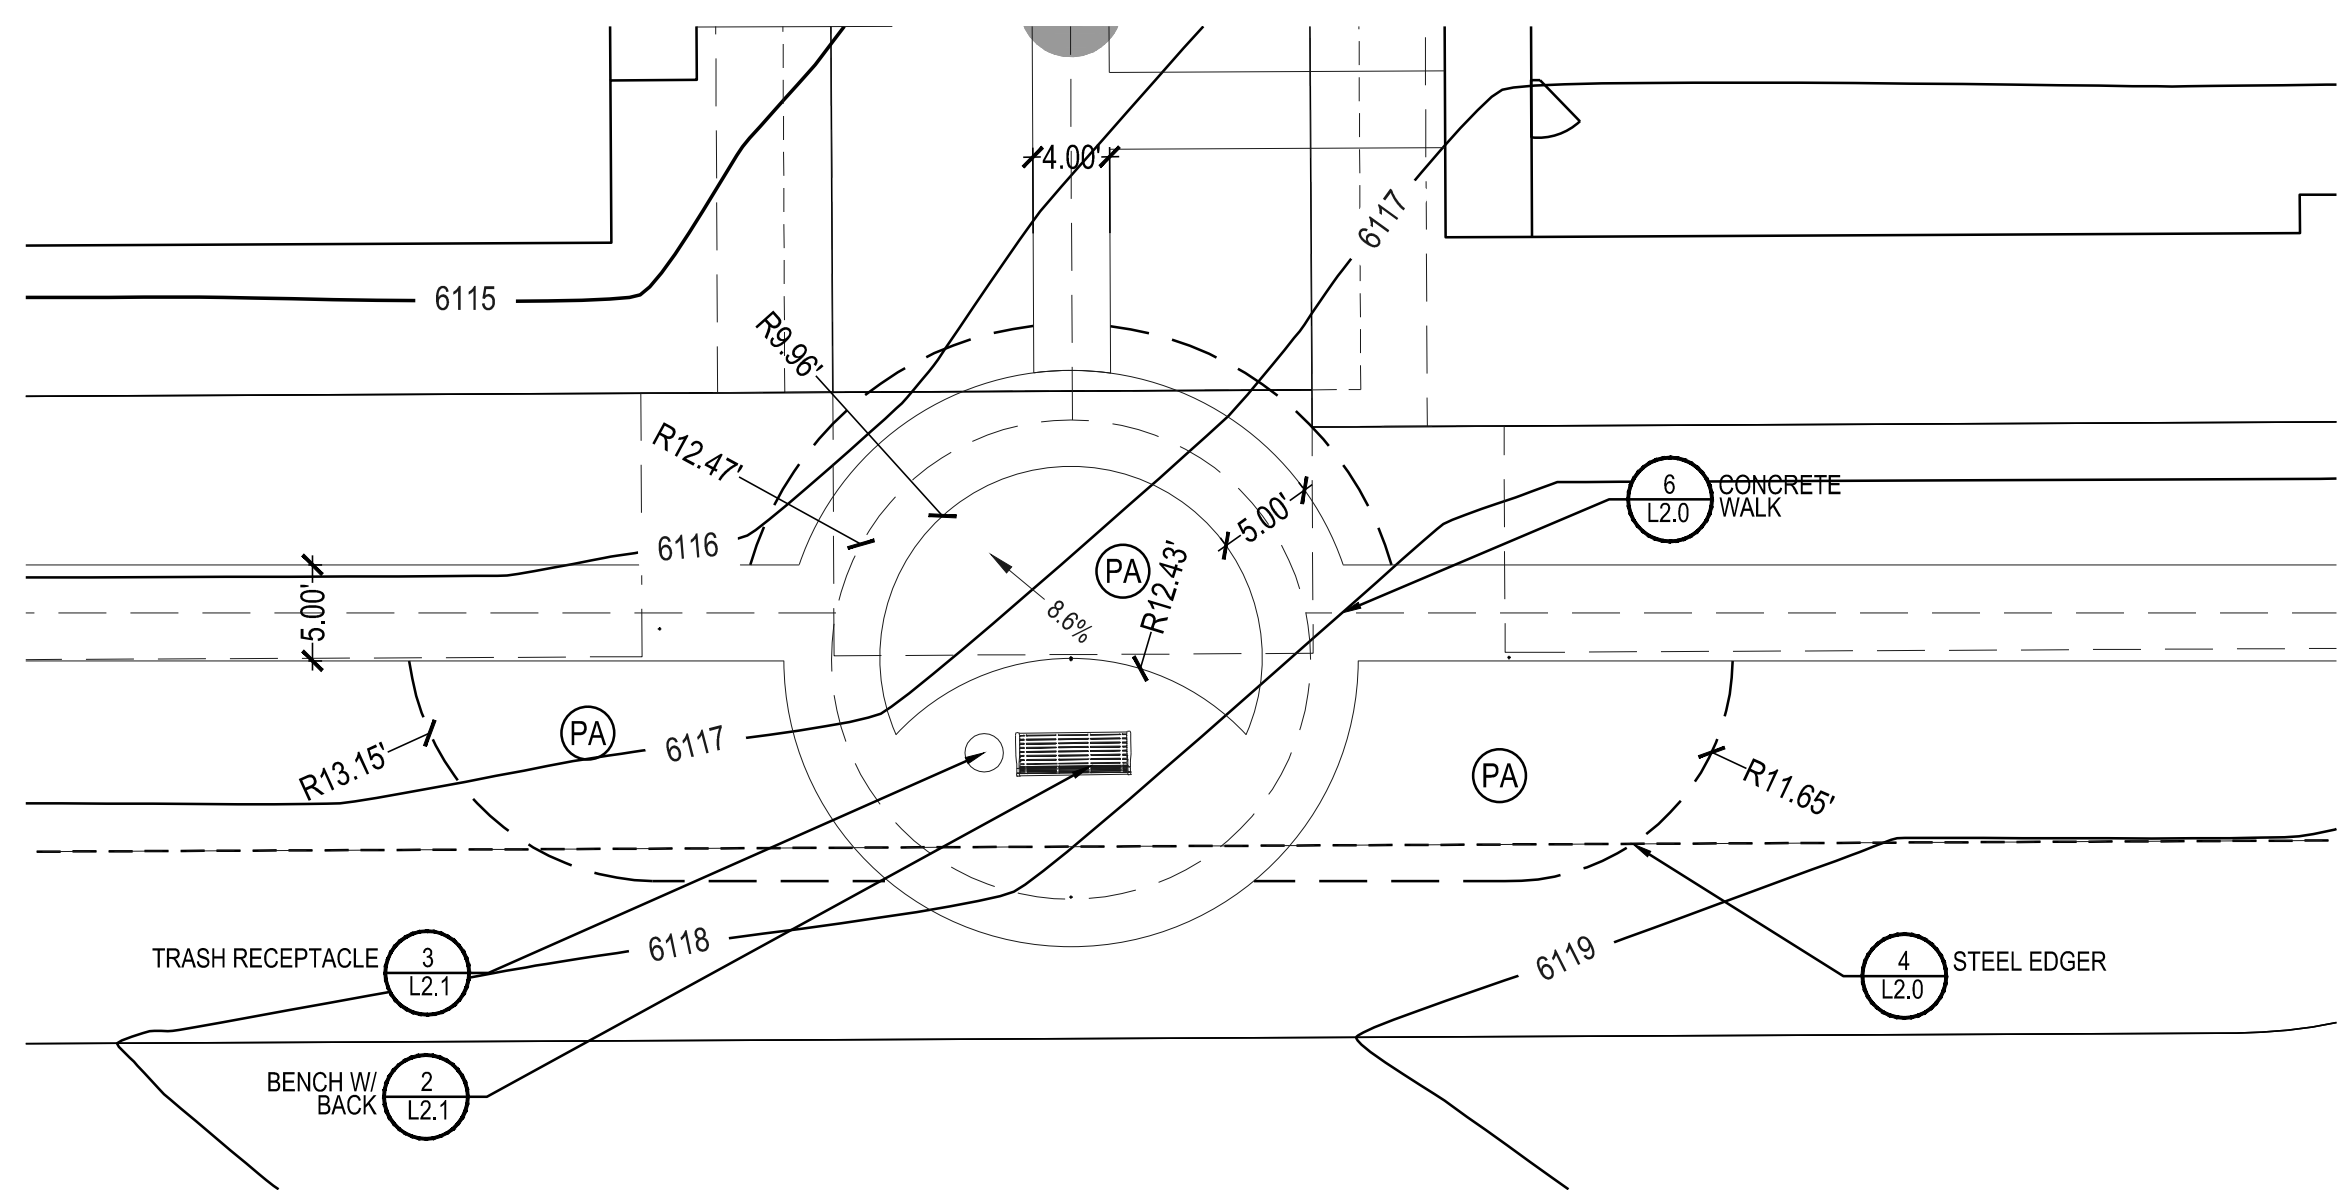 4.00'
6117
6115
R9.96'
R12.47'
6
L2.0
CONCRETE
WALK
5.00'
6116
PA
R12.43'
8.6%
5.00'
PA
6117
R13.15'
PA
R11.65'
6118
6119
TRASH RECEPTACLE
3
L2.1
4
L2.0
STEEL EDGER
BENCH W/
BACK
2
L2.1